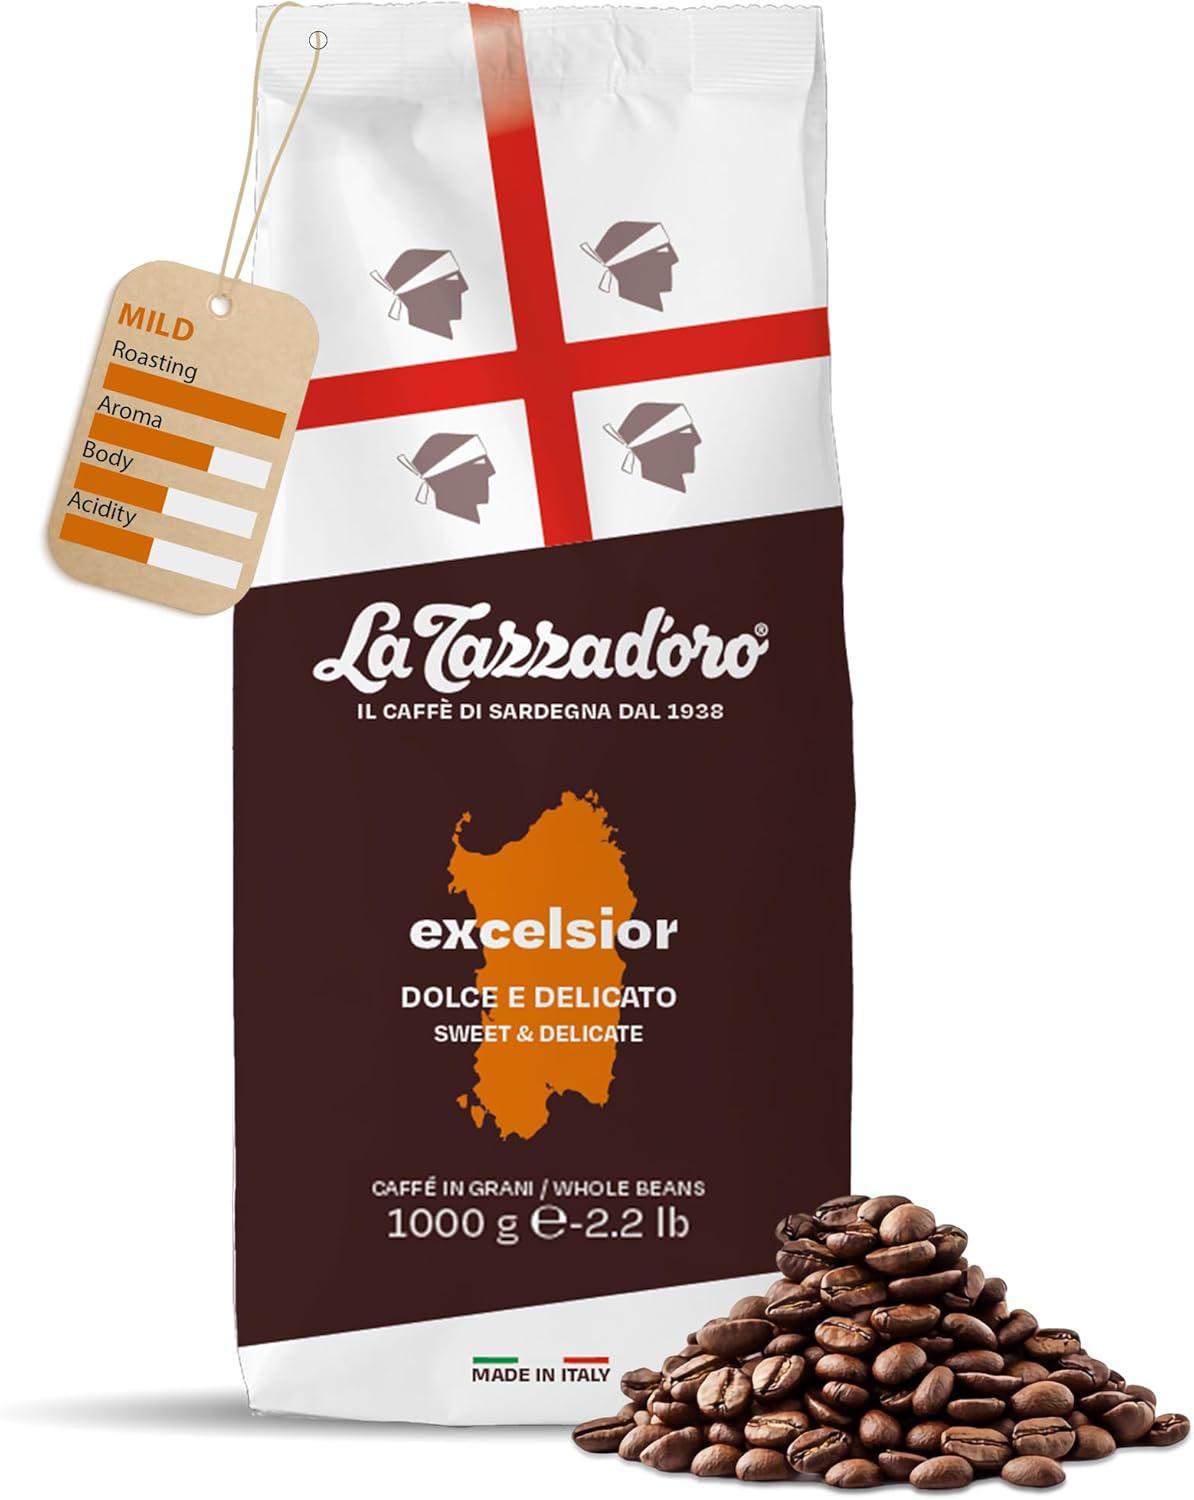 MILD
Roasting
Aroma
Body
Acidity
La Tazzad'oro®
IL CAFFÈ DI SARDEGNA DAL 1938
excelsior
DOLCE E DELICATO
SWEET & DELICATE
CAFFÉ IN GRANI / WHOLE BEANS
1000 g ℮-2.2 lb
MADE IN ITALY